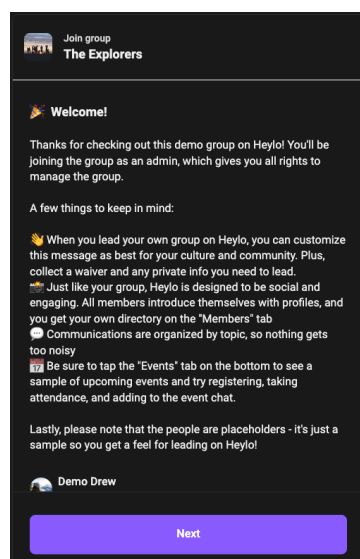 Join group
The Explorers
🎉 Welcome!
Thanks for checking out this demo group on Heylo! You'll be
joining the group as an admin, which gives you all rights to
manage the group.
A few things to keep in mind:
👋 When you lead your own group on Heylo, you can customize
this message as best for your culture and community. Plus,
collect a waiver and any private info you need to lead.
📸 Just like your group, Heylo is designed to be social and
engaging. All members introduce themselves with profiles, and
you get your own directory on the "Members" tab
💬 Communications are organized by topic, so nothing gets
too noisy
📅 Be sure to tap the "Events" tab on the bottom to see a
sample of upcoming events and try registering, taking
attendance, and adding to the event chat.
Lastly, please note that the people are placeholders - it's just a
sample so you get a feel for leading on Heylo!
Demo Drew
Next